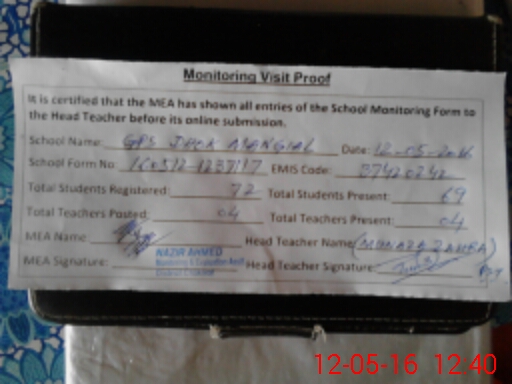 Monitoring Visit Proof
It is certified that the MEA has shown all entries of the School Monitoring Form to
the Head Teacher before its online submission.
School Name: Date: 12-05-2016
School Form No: EMIS Code: 37420242
Total Students Registered: 72 Total Students Present: 69
Total Teachers Posted: 04 Total Teachers Present: 04
MEA Name: Head Teacher Name
MEA Signature: NAZIR AHMED Head Teacher Signature:
12-05-16 12:40